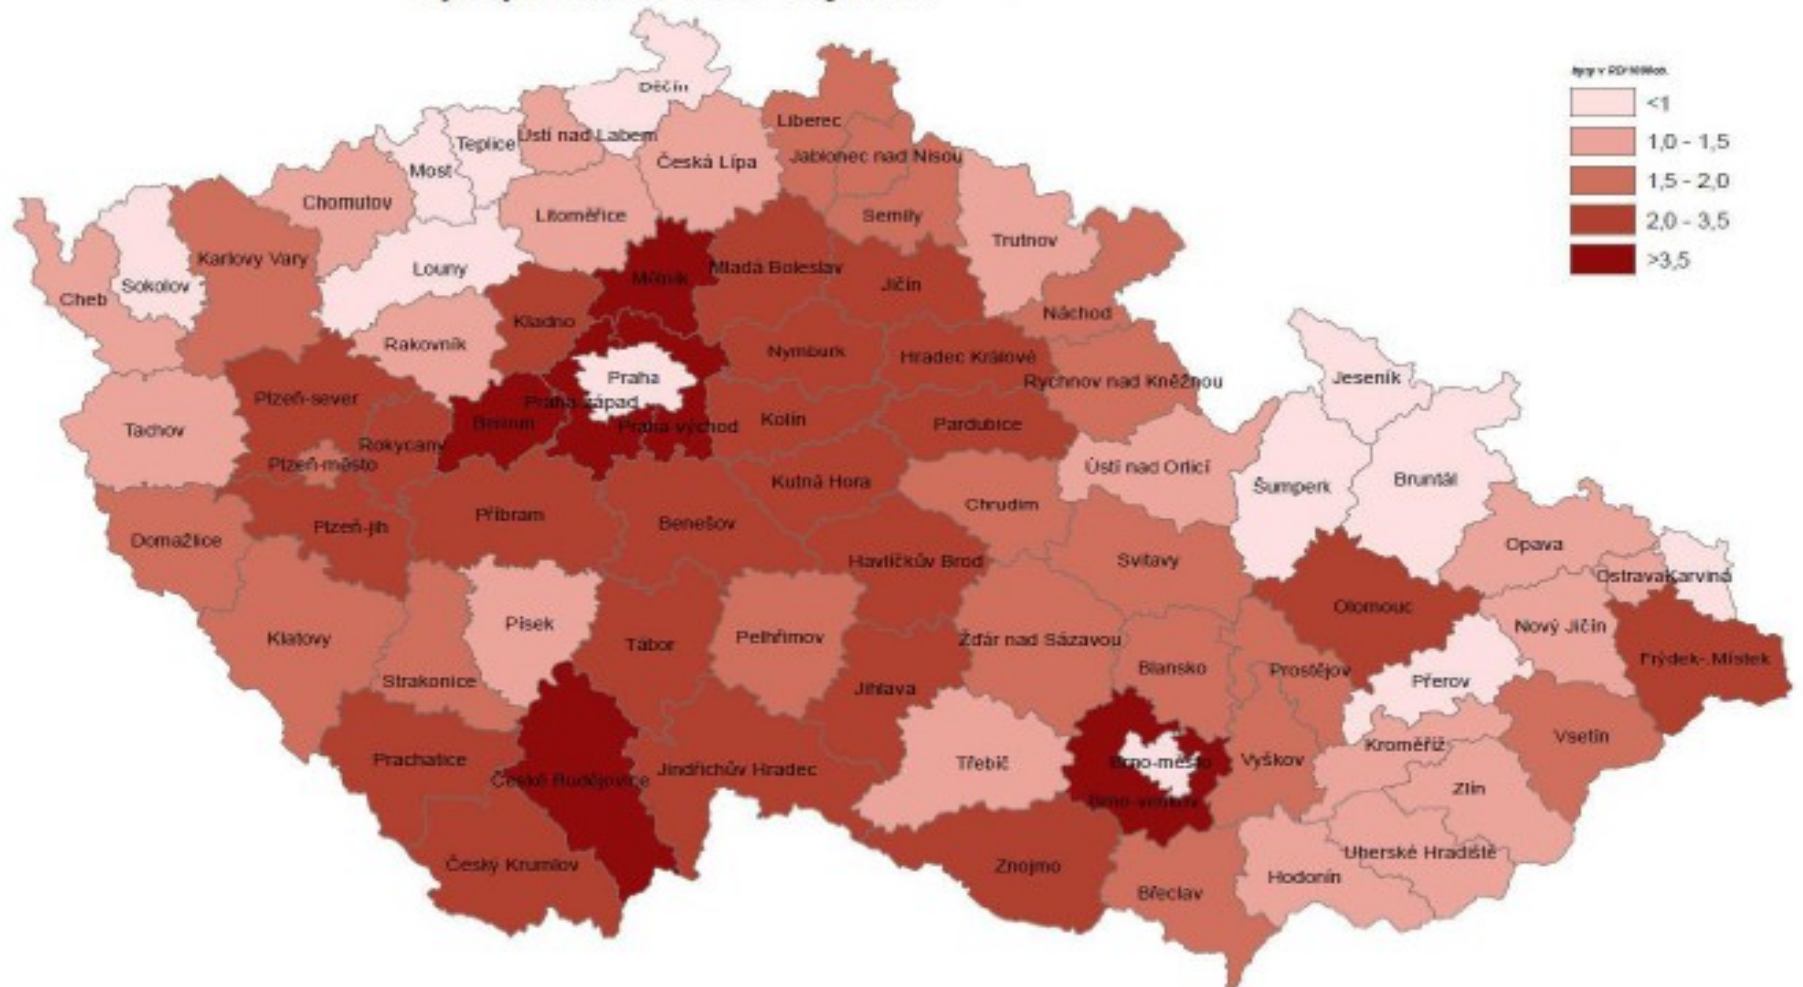 <1
1,0 - 1,5
1,5 - 2,0
2,0 - 3,5
>3,5
Děčín
Liberec
Ústí nad Labem
Teplice
Česká Lípa
Jablonec nad Nisou
Most
Chomutov
Litoměřice
Semily
Trutnov
Karlovy Vary
Louny
Mladá Boleslav
Mělník
Jičín
Sokolov
Cheb
Kladno
Náchod
Rakovník
Nymburk
Hradec Králové
Praha
Rychnov nad Kněžnou
Jeseník
Plzeň-sever
Praha-západ
Kolín
Beroun
Praha-východ
Pardubice
Tachov
Rokycany
Plzeň-město
Ústí nad Orlicí
Kutná Hora
Šumperk
Bruntál
Chrudim
Příbram
Benešov
Plzeň-jih
Domažlice
Opava
Havlíčkův Brod
Svitavy
Ostrava
Karviná
Olomouc
Písek
Nový Jičín
Klatovy
Tábor
Pelhřimov
Žďár nad Sázavou
Frýdek-.Místek
Blansko
Prostějov
Strakonice
Přerov
Jihlava
Vsetín
Kroměříž
Prachatice
Vyškov
Třebíč
Brno-město
Jindřichův Hradec
České Budějovice
Zlín
Brno-venkov
Uherské Hradiště
Český Krumlov
Znojmo
Hodonín
Břeclav